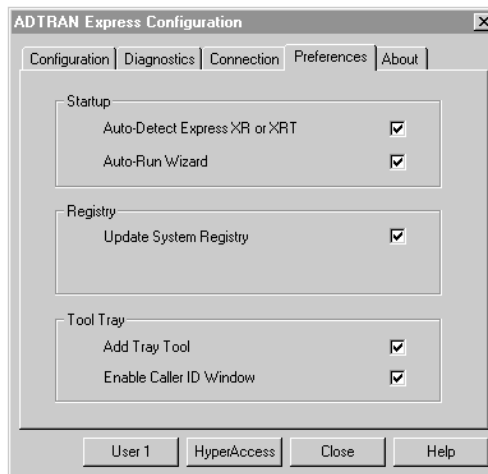 ADTRAN Express Configuration
Configuration Diagnostics Connection Preferences About
Startup
Auto-Detect Express XR or XRT
Auto-Run Wizard
Registry
Update System Registry
Tool Tray
Add Tray Tool
Enable Caller ID Window
User 1 HyperAccess Close Help